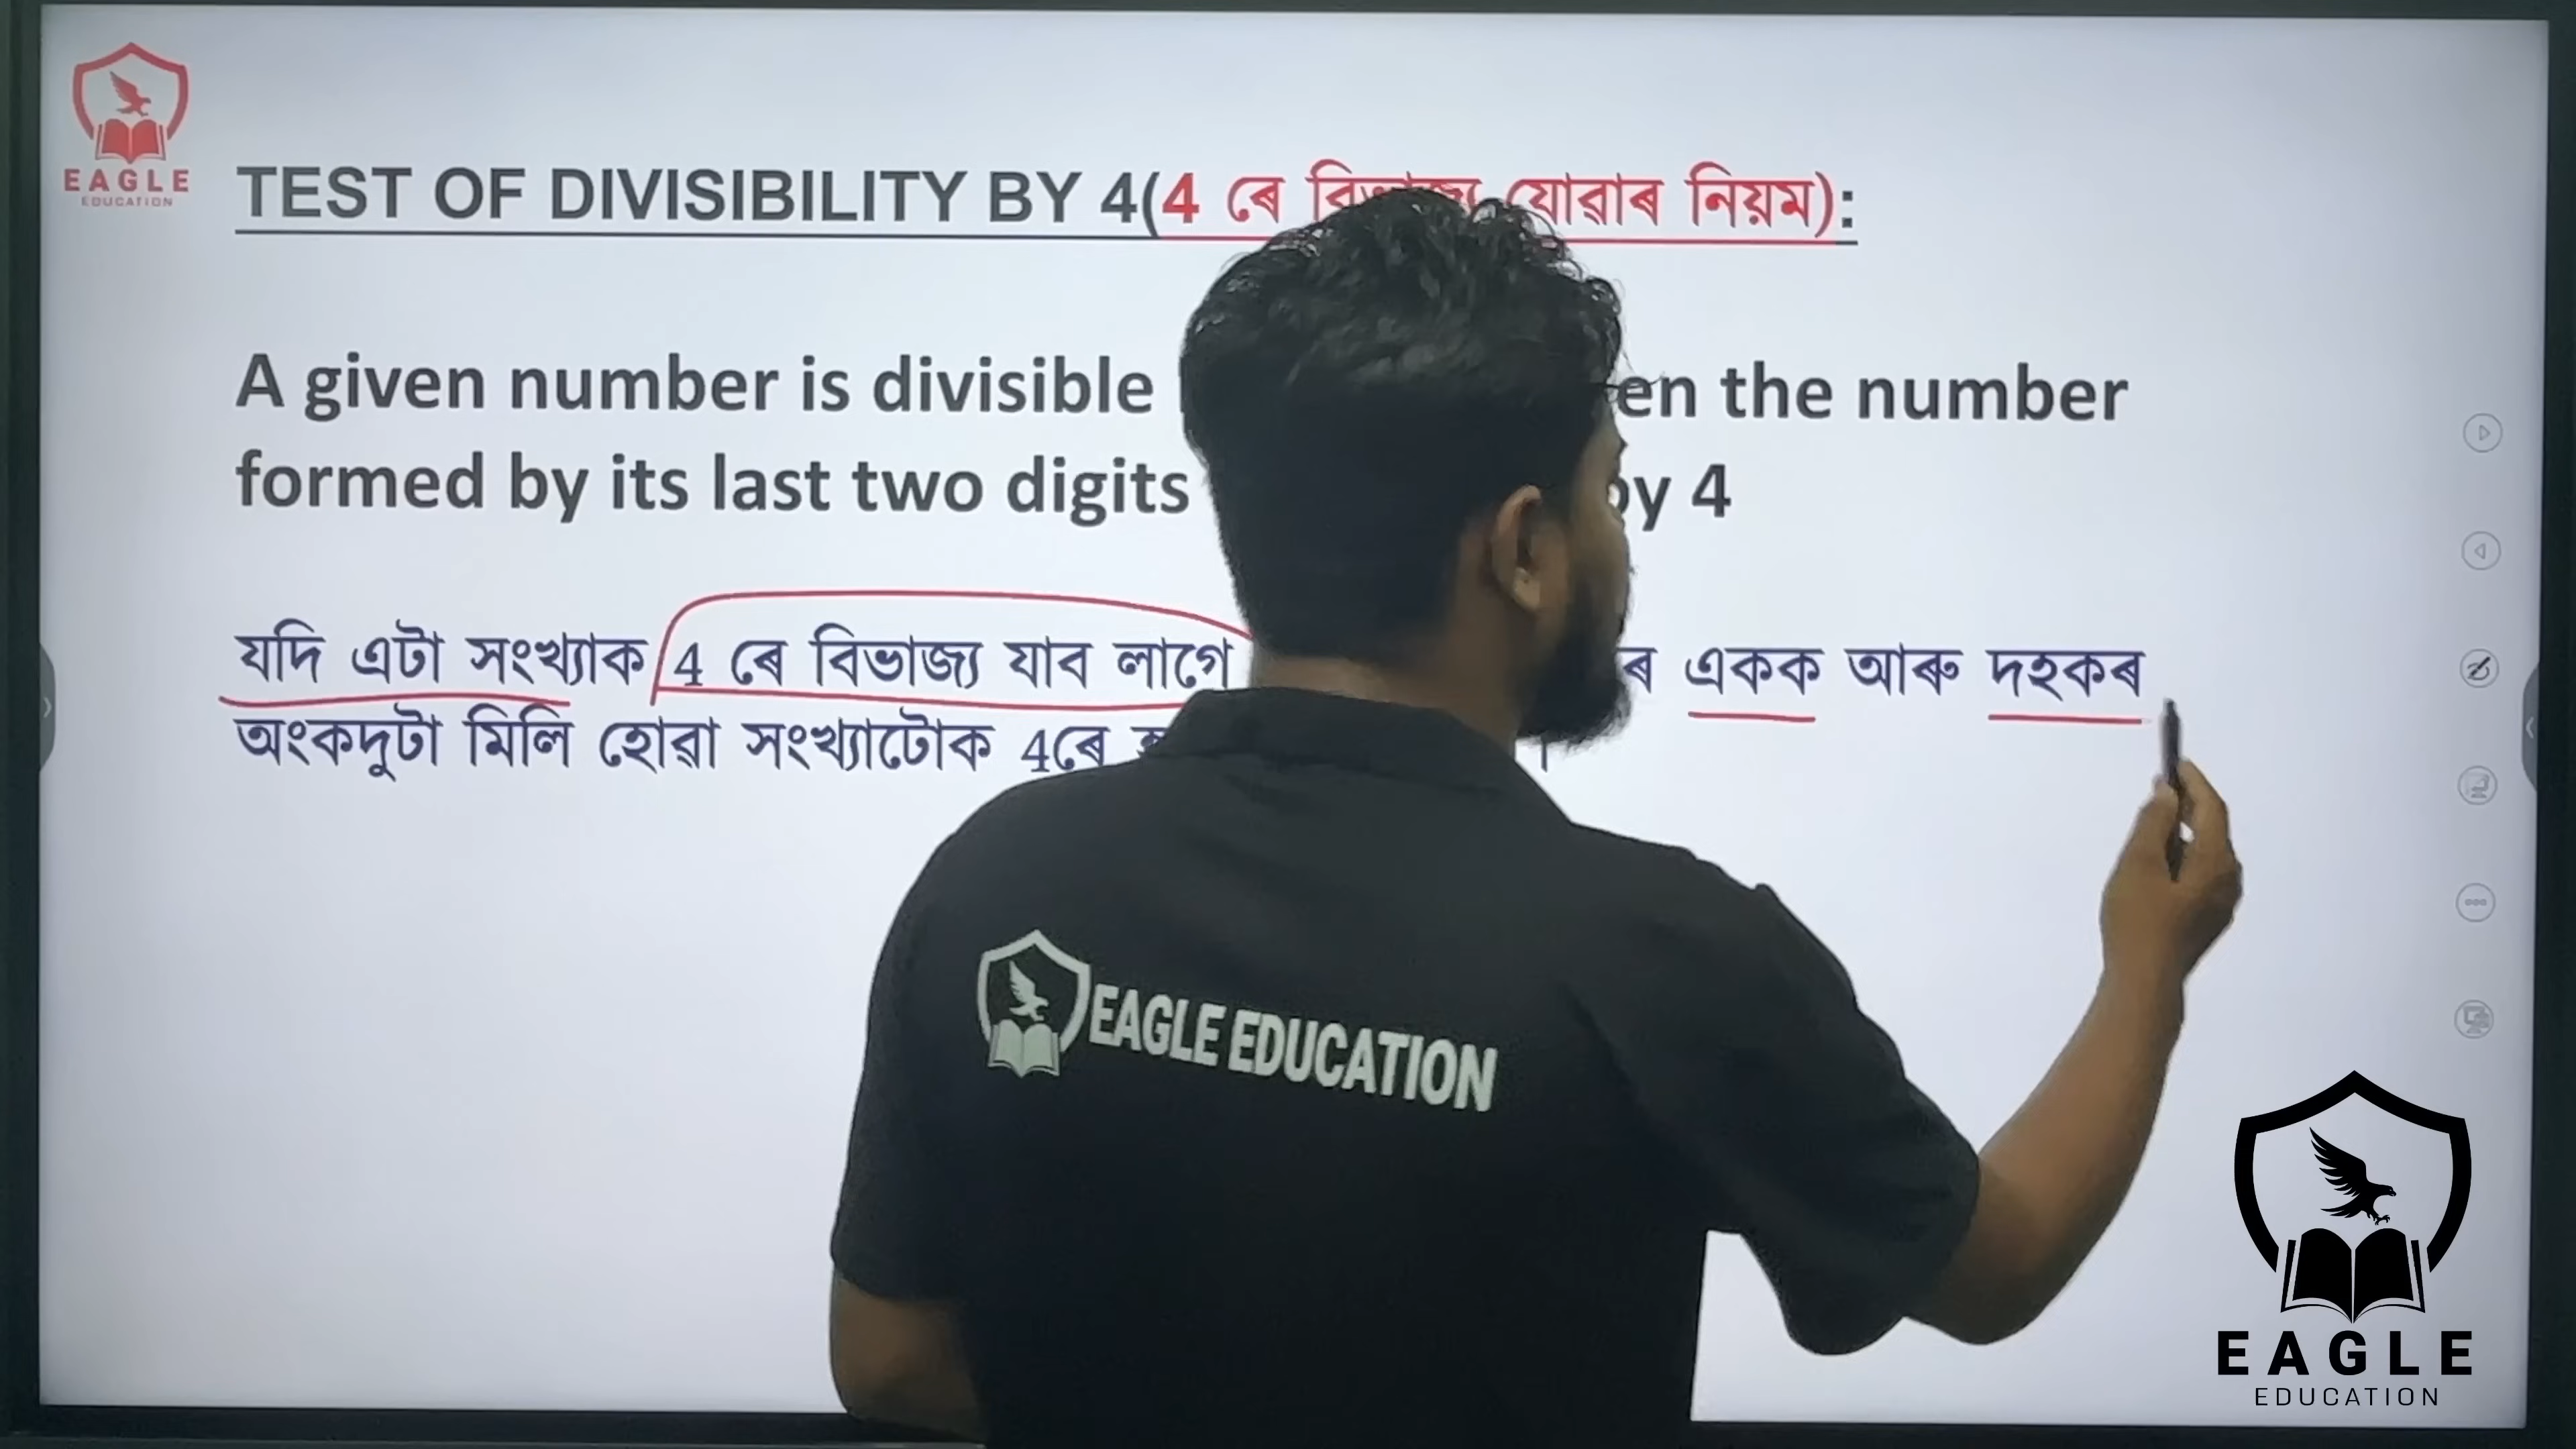 EAGLE
EDUCATION
TEST OF DIVISIBILITY BY 4(4 ৰে বিভাজ্য যোৱাৰ নিয়ম):
A given number is divisible the number
formed by its last two digits by 4
যদি এটা সংখ্যাক 4 ৰে বিভাজ্য যাব লাগে একক আৰু দহকৰ
অংকদুটা মিলি হোৱা সংখ্যাটোক 4ৰে
EAGLE EDUCATION
EAGLE
EDUCATION